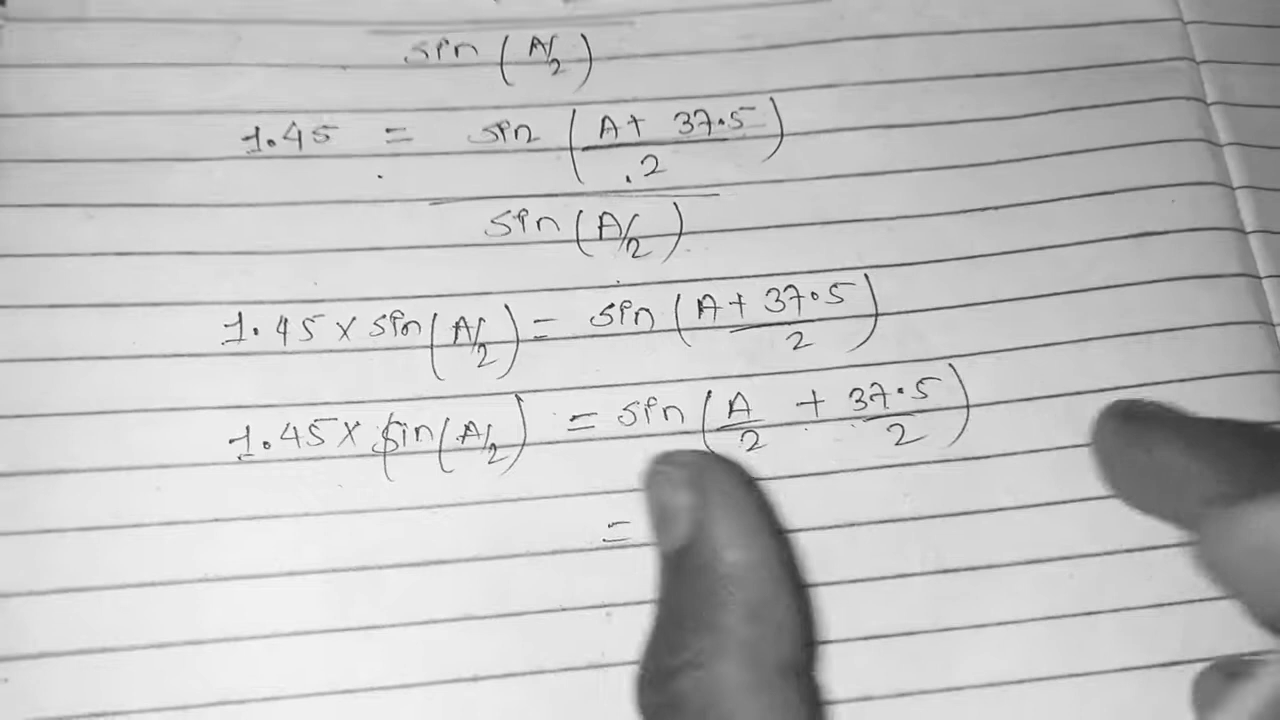 sin (A/2)
1.45 = sin (A + 37.5 / 2)
sin (A/2)
1.45 × sin (A/2) = sin (A + 37.5 / 2)
1.45 × sin (A/2) = sin (A/2 + 37.5/2)
=